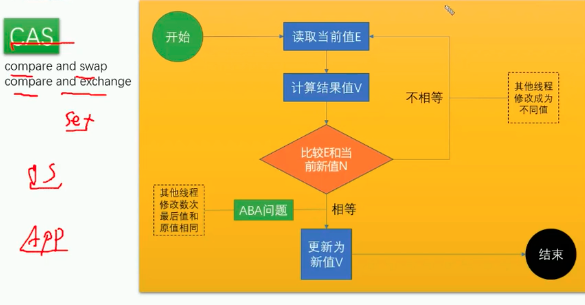 CAS
compare and swap
compare and exchange
set
OS
App
开始
读取当前值E
计算结果值V
比较E和当
前新值N
不相等
其他线程
修改成为
不同值
其他线程
修改数次
最后值和
原值相同
ABA问题
相等
更新为
新值V
结束